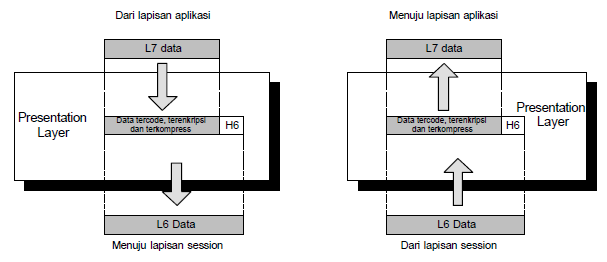 Dari lapisan aplikasi
L7 data
Presentation
Layer
Data tercode, terenkripsi
dan terkompress
H6
L6 Data
Menuju lapisan session
Menuju lapisan aplikasi
L7 data
Presentation
Layer
Data tercode, terenkripsi
dan terkompress
H6
L6 Data
Dari lapisan session